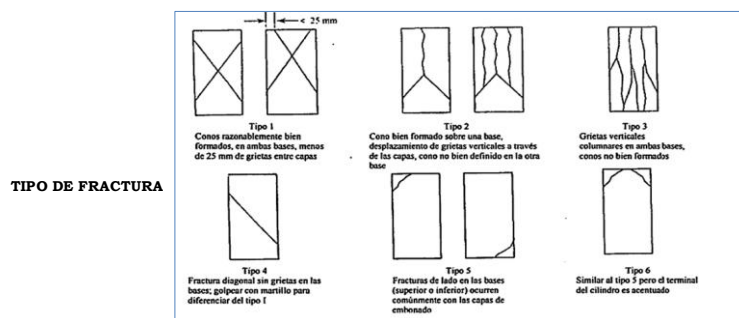 < 25 mm
Tipo 1
Conos razonablemente bien
formados, en ambas bases, menos
de 25 mm de grietas entre capas
Tipo 2
Cono bien formado sobre una base,
desplazamiento de grietas verticales a través
de las capas, cono no bien definido en la otra
base
Tipo 3
Grietas verticales
columnares en ambas bases,
conos no bien formados
TIPO DE FRACTURA
Tipo 4
Fractura diagonal sin grietas en las
bases; golpear con martillo para
diferenciar del tipo I
Tipo 5
Fracturas de lado en las bases
(superior o inferior) ocurren
comúnmente con las capas de
embonado
Tipo 6
Similar al tipo 5 pero el terminal
del cilindro es acentuado